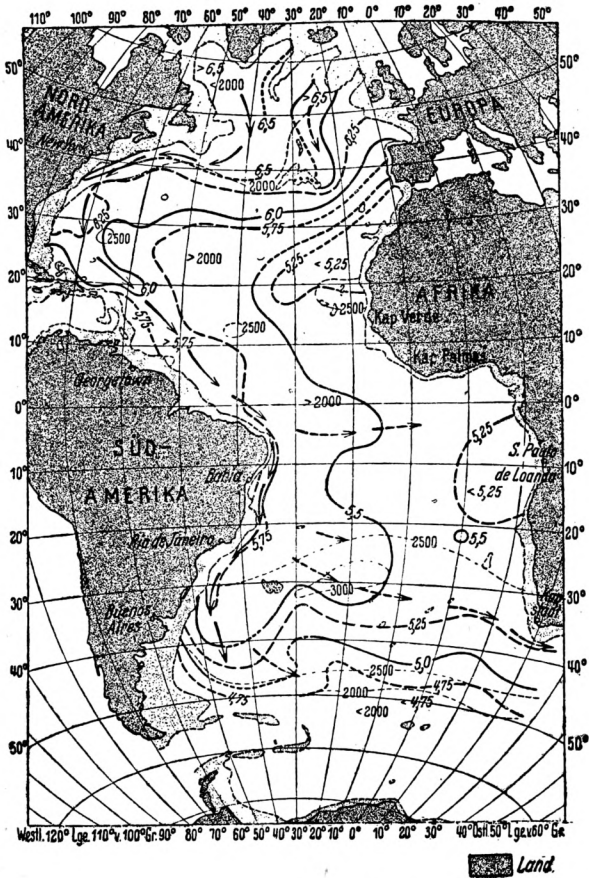 110° 100° 90° 80° 70° 60° 50° 40° 30° 20° 10° 0° 10° 20° 30° 40° 50°
50°
> 6,5
< 2000
6,5
> 6,5
6,25
NORD-
AMERIKA
EUROPA
50°
40°
40°
6,5
2000
30°
6,25
2500
6,0
5,75
30°
> 2000
5,25
< 5,25
20°
6,0
2500
AFRIKA
20°
5,75
> 5,75
2500
Kap Verde
10°
Kap Palmas
10°
Georgetown
0°
> 2000
0°
SÜD-
AMERIKA
5,25
S. Paulo
de Loanda
10°
Bahia
< 5,25
10°
5,5
20°
Rio de Janeiro
5,75
2500
5,5
20°
3000
Kap-
stadt
30°
Buenos
Aires
5,25
30°
5,0
40°
4,75
2500
4,75
40°
2000
< 4,75
< 2000
50°
50°
Westl. 120° Lge. 110° v. 100° Gr. 90° 80° 70° 60° 50° 40° 30° 20° 10° 0° 10° 20° 30° 40° Östl. 50° Lge. v. 60° Gr.
Land.